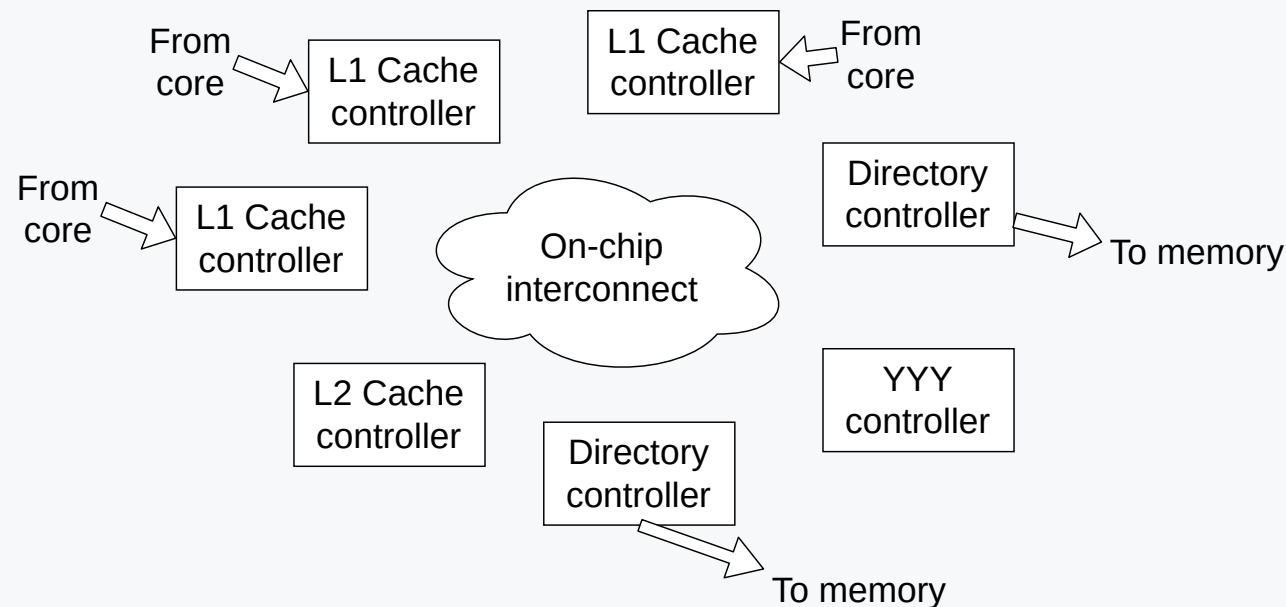 From
core
L1 Cache
controller
L1 Cache
controller
From
core
From
core
L1 Cache
controller
Directory
controller
To memory
On-chip
interconnect
L2 Cache
controller
YYY
controller
Directory
controller
To memory